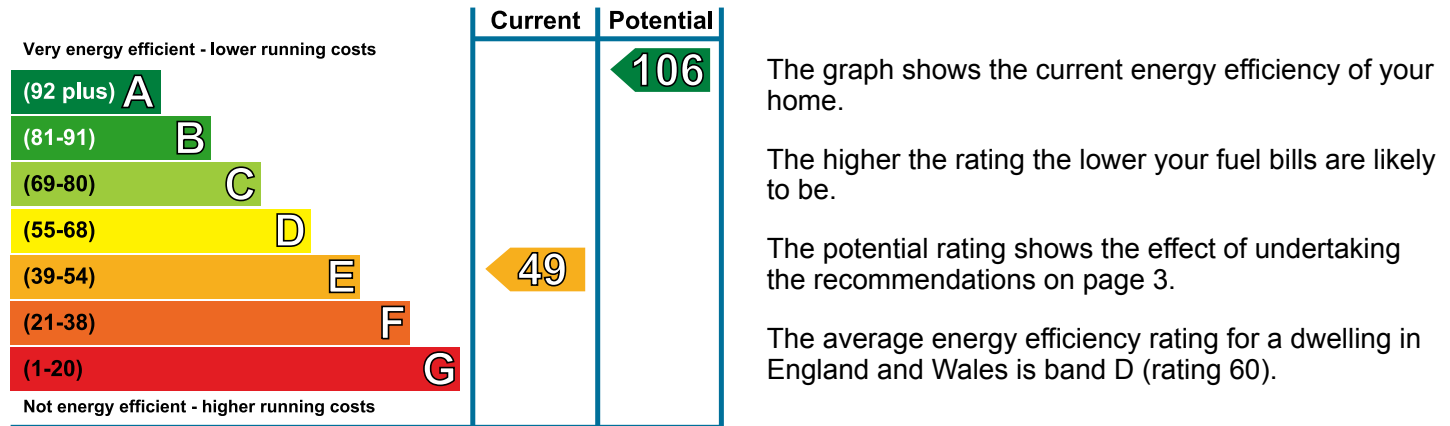 Current Potential
Very energy efficient - lower running costs
106
(92 plus) A
(81-91) B
(69-80) C
(55-68) D
(39-54) E
49
(21-38) F
(1-20) G
Not energy efficient - higher running costs
The graph shows the current energy efficiency of your
home.
The higher the rating the lower your fuel bills are likely
to be.
The potential rating shows the effect of undertaking
the recommendations on page 3.
The average energy efficiency rating for a dwelling in
England and Wales is band D (rating 60).